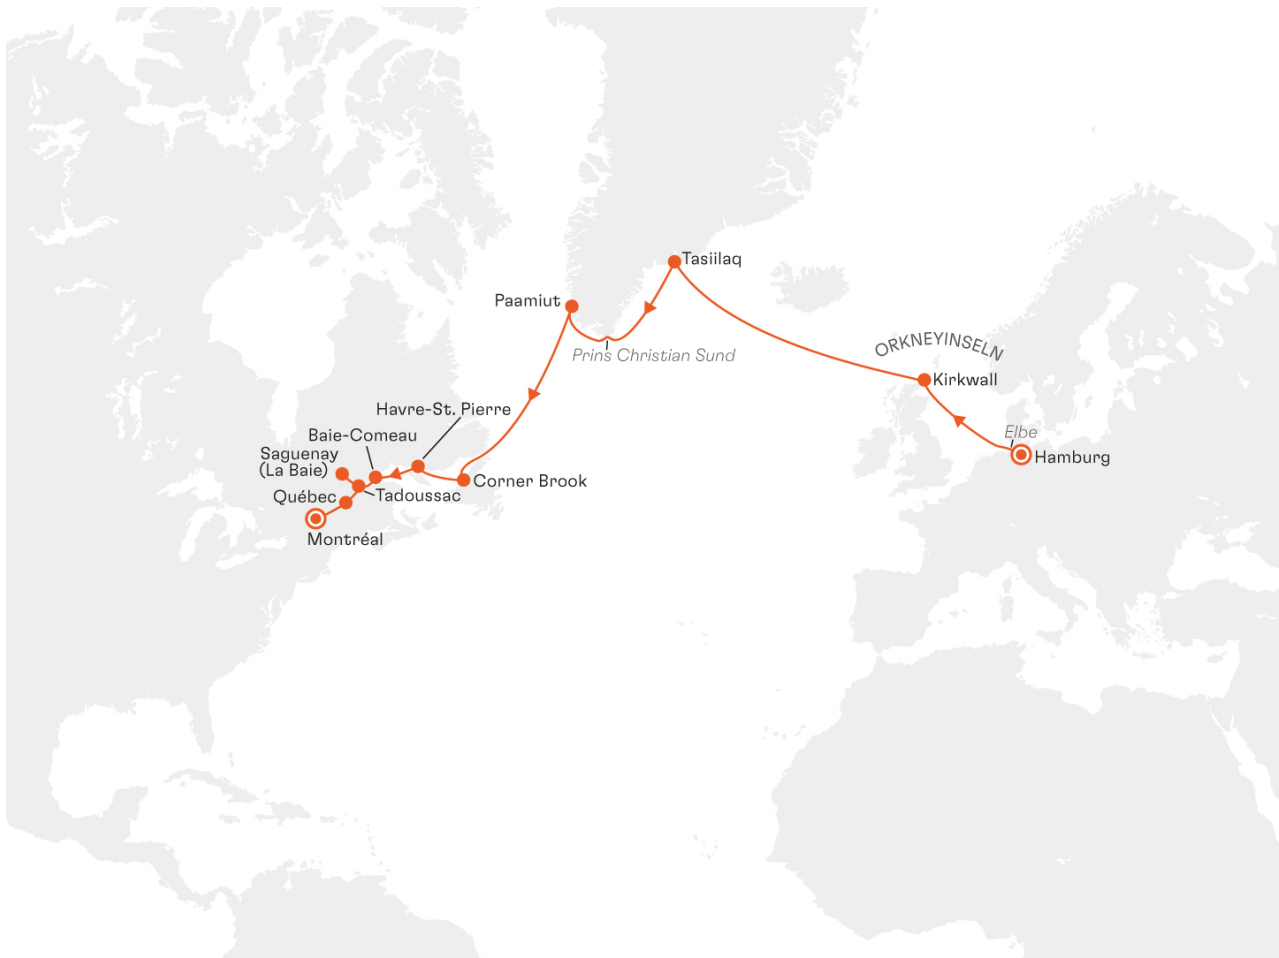 Tasiilaq
Paamiut
ORKNEYINSELN
Prins Christian Sund
Kirkwall
Havre-St. Pierre
Elbe
Baie-Comeau
Hamburg
Saguenay
(La Baie)
Corner Brook
Québec
Tadoussac
Montréal